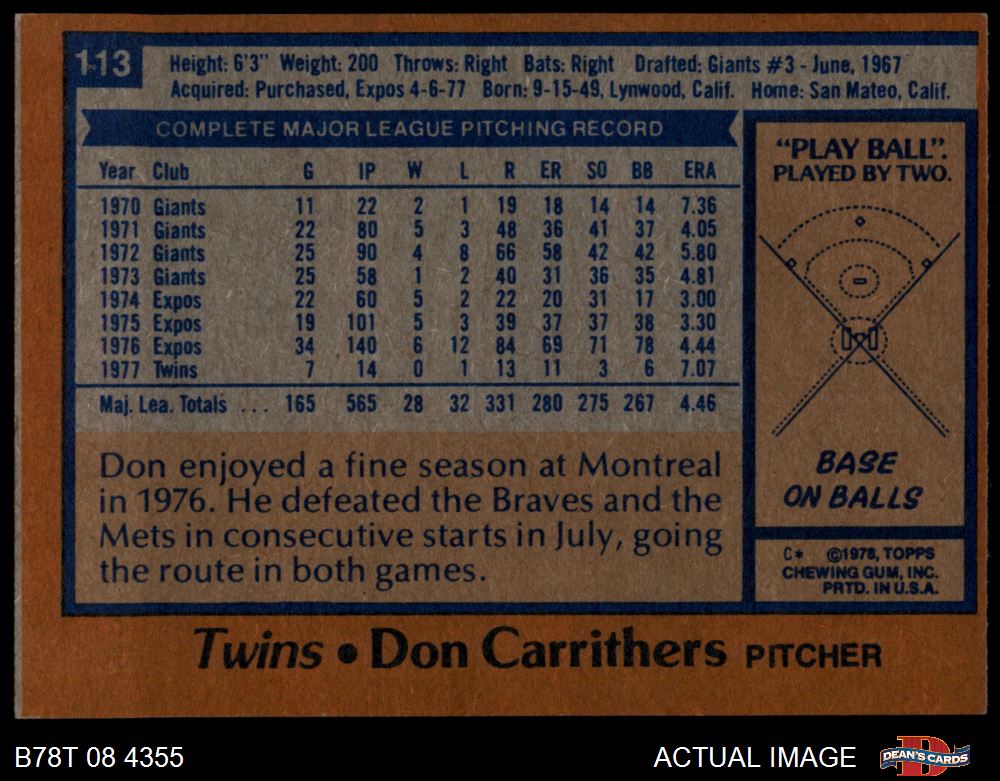 113
Height: 6'3" Weight: 200 Throws: Right Bats: Right Drafted: Giants #3 - June, 1967
Acquired: Purchased, Expos 4-6-77 Born: 9-15-49, Lynwood, Calif. Home: San Mateo, Calif.
COMPLETE MAJOR LEAGUE PITCHING RECORD
Year Club G IP W L R ER SO BB ERA
1970 Giants 11 22 2 1 19 18 14 14 7.36
1971 Giants 22 80 5 3 48 36 41 37 4.05
1972 Giants 25 90 4 8 66 58 42 42 5.80
1973 Giants 25 58 1 2 40 31 36 35 4.81
1974 Expos 22 60 5 2 22 20 31 17 3.00
1975 Expos 19 101 5 3 39 37 37 38 3.30
1976 Expos 34 140 6 12 84 69 71 78 4.44
1977 Twins 7 14 0 1 13 11 3 6 7.07
Maj. Lea. Totals ... 165 565 28 32 331 280 275 267 4.46
Don enjoyed a fine season at Montreal
in 1976. He defeated the Braves and the
Mets in consecutive starts in July, going
the route in both games.
"PLAY BALL".
PLAYED BY TWO.
BASE
ON BALLS
C* ©1978, TOPPS
CHEWING GUM, INC.
PRTD. IN U.S.A.
Twins • Don Carrithers PITCHER
B78T 08 4355
ACTUAL IMAGE
DEAN'S CARDS